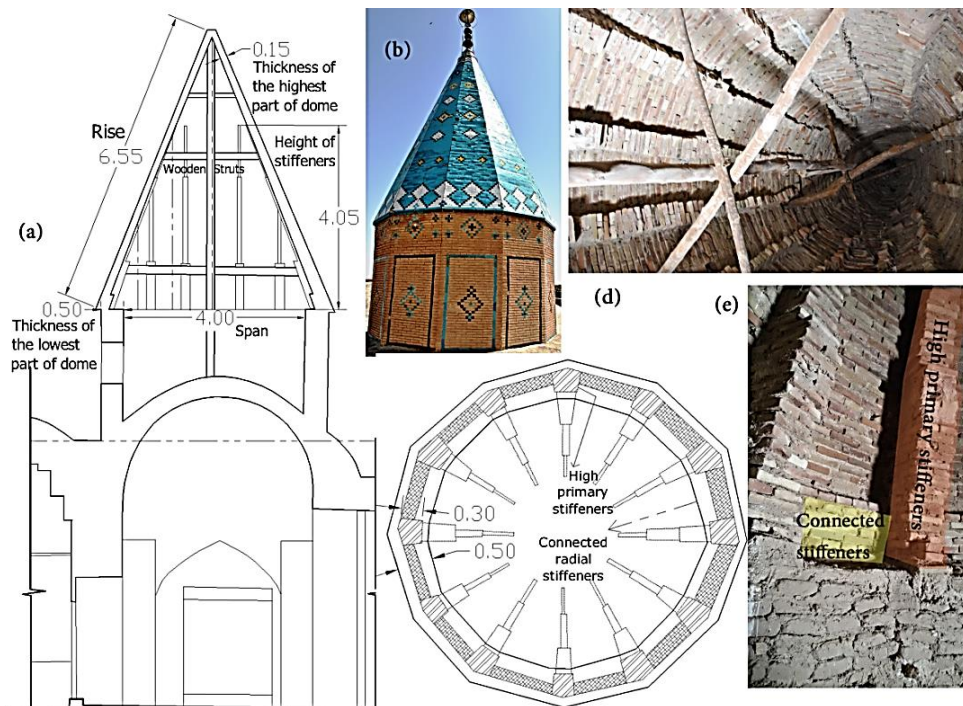 0.15
Thickness of
the highest
part of dome
Rise
6.55
Height of
stiffeners
Wooden Struts
4.05
(a)
0.50
4.00
Span
Thickness of
the lowest
part of dome
(b)
(d)
(e)
High
primary
stiffeners
0.30
Connected
radial
stiffeners
0.50
High primary stiffeners
Connected
stiffeners